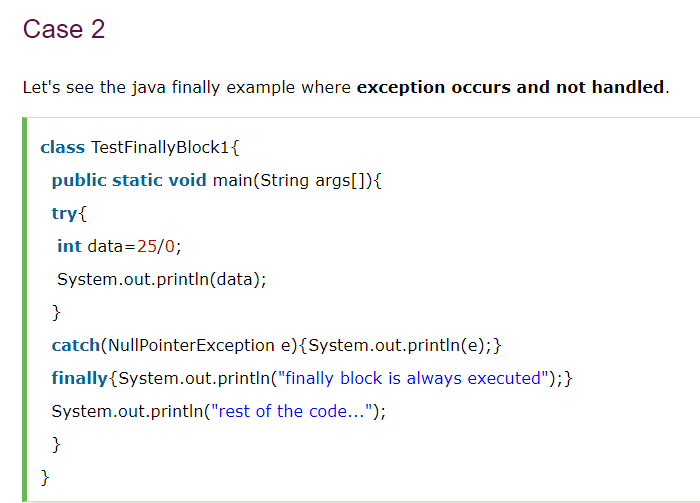 Case 2
Let's see the java finally example where exception occurs and not handled.
class TestFinallyBlock1{
public static void main(String args[]){
try{
int data=25/0;
System.out.println(data);
}
catch(NullPointerException e){System.out.println(e);}
finally{System.out.println("finally block is always executed");}
System.out.println("rest of the code...");
}
}